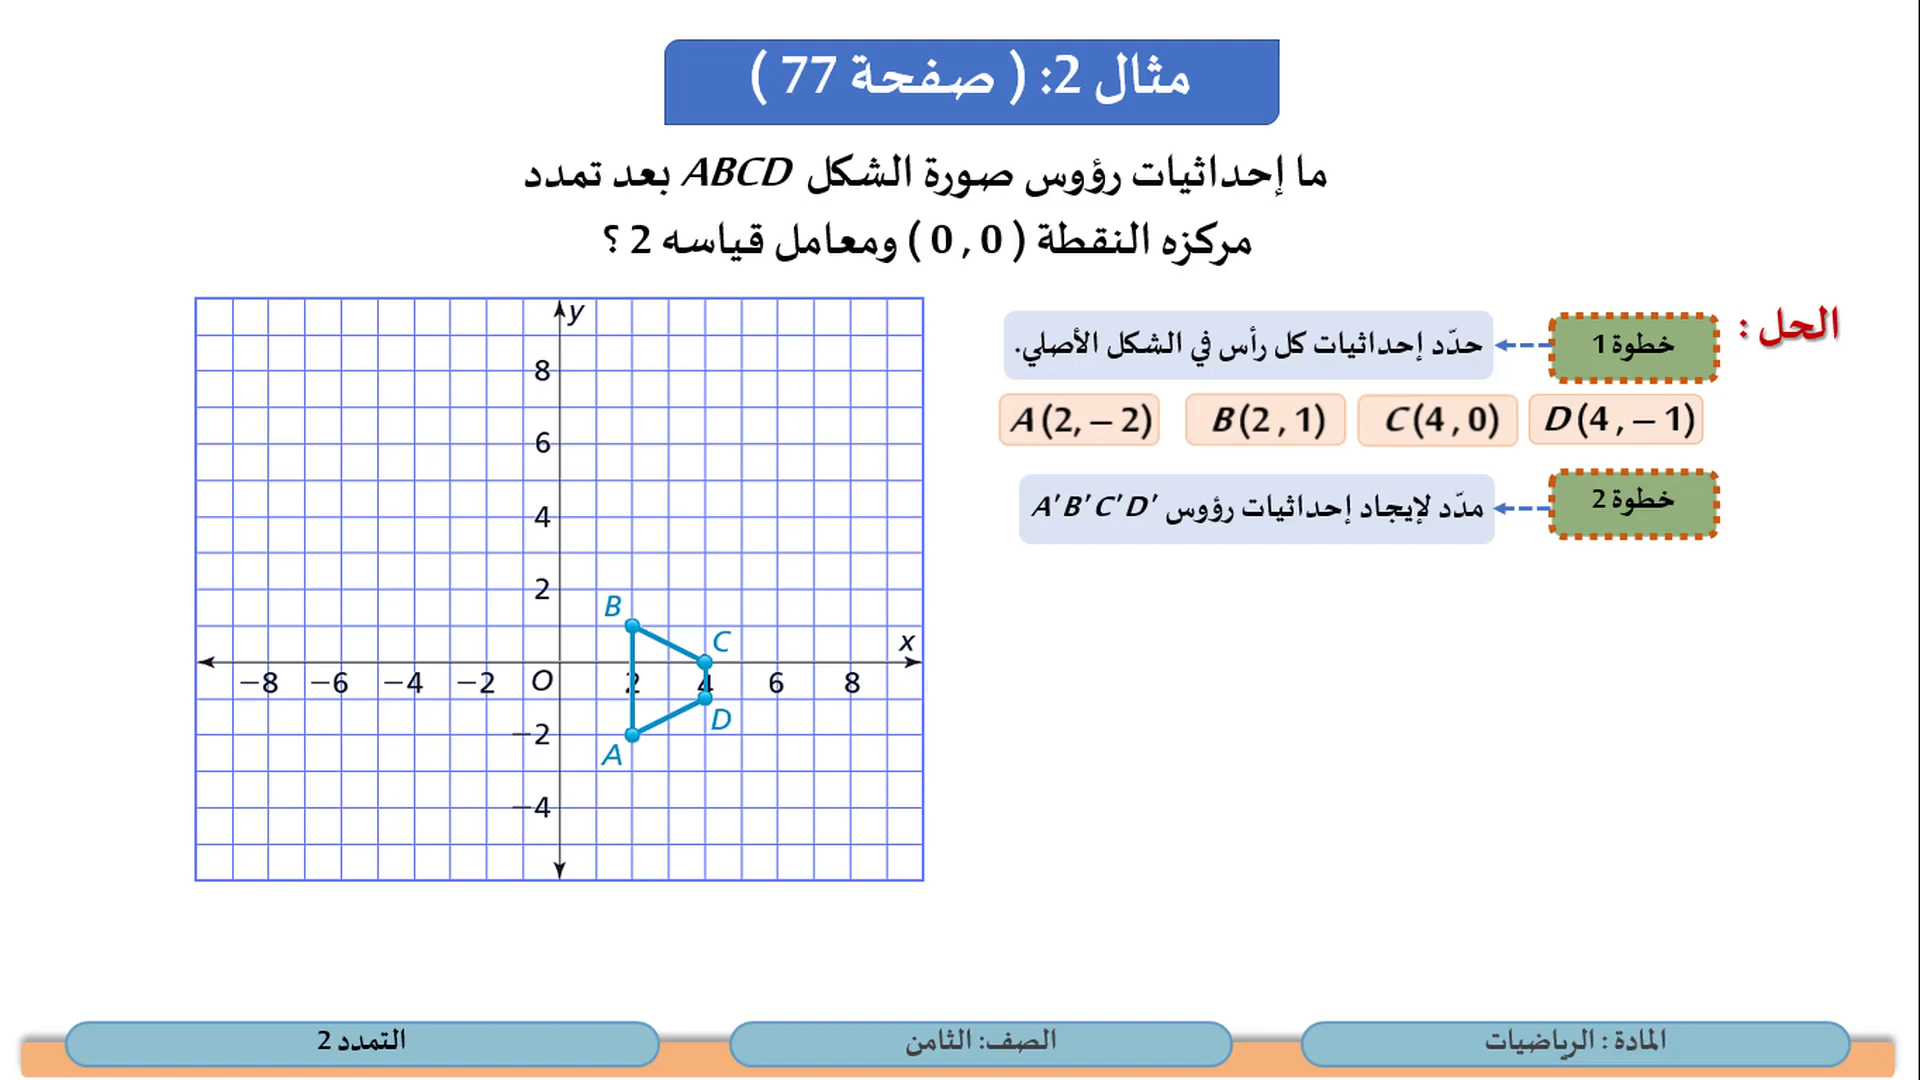 مثال 2: ( صفحة 77 )
ما إحداثيات رؤوس صورة الشكل ABCD بعد تمدد
مركزه النقطة ( 0 , 0 ) ومعامل قياسه 2 ؟
الحل :
خطوة 1
حدّد إحداثيات كل رأس في الشكل الأصلي.
A (2, – 2) B (2 , 1) C (4 , 0) D (4 , – 1)
خطوة 2
مدّد لإيجاد إحداثيات رؤوس A′ B′ C′ D′
y
8
6
4
2
B
C
x
−8 −6 −4 −2 O 2 4 6 8
D
−2
A
−4
المادة : الرياضيات
الصف: الثامن
التمدد 2